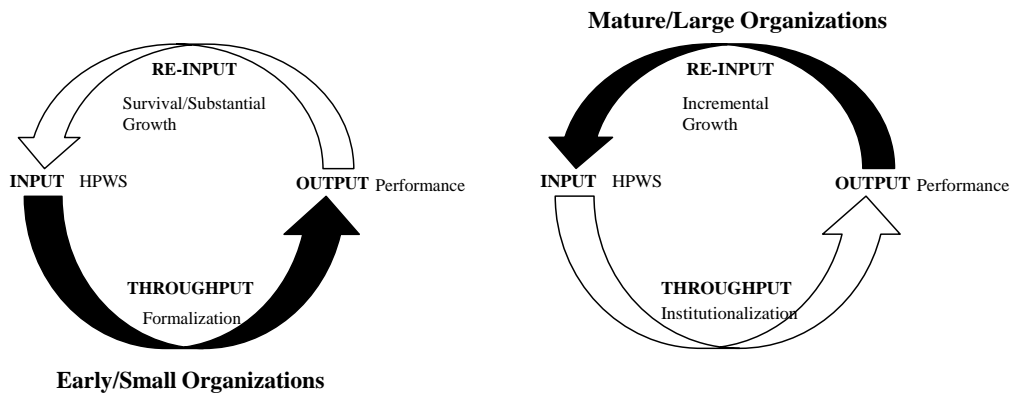 Mature/Large Organizations
RE-INPUT
Survival/Substantial
Growth
INPUT HPWS
OUTPUT Performance
THROUGHPUT
Formalization
Early/Small Organizations
RE-INPUT
Incremental
Growth
INPUT HPWS
OUTPUT Performance
THROUGHPUT
Institutionalization